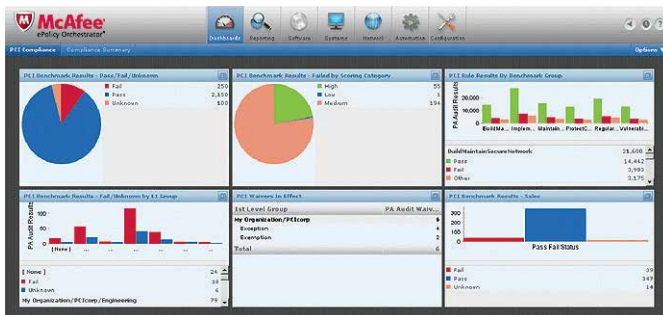 McAfee
ePolicy Orchestrator
Dashboards Reporting Software Systems Network Automation Configuration
PCI Compliance Compliance Summary
Options
PCI Benchmark Results - Pass/Fail/Unknown
Fail 250
Pass 2,150
Unknown 100
PCI Benchmark Results - Failed by Scoring Category
High 55
Low 1
Medium 194
PCI Rule Results By Benchmark Group
PA Audit Results
20,000
10,000
0
BuildMa... Implem... Maintain... ProtectC... Regular... Vulnerabi...
BuildMaintainSecureNetwork 21,600
Pass 14,442
Fail 3,983
Other 3,175
PCI Benchmark Results - Fail/Unknown by L1 Group
PA Audit Results
100
50
0
[ None ] ... ... ... ... ... ...
[ None ] 24
Fail
Unknown 6
My Organization/PCIcorp/Engineering 79
PCI Waivers In Effect
1st Level Group PA Audit Waiv...
My Organization/PCIcorp 6
Exception 4
Exemption 2
Total 6
PCI Benchmark Results - Sales
300
200
100
0
Pass Fail Status
Fail 39
Pass 347
Unknown 14